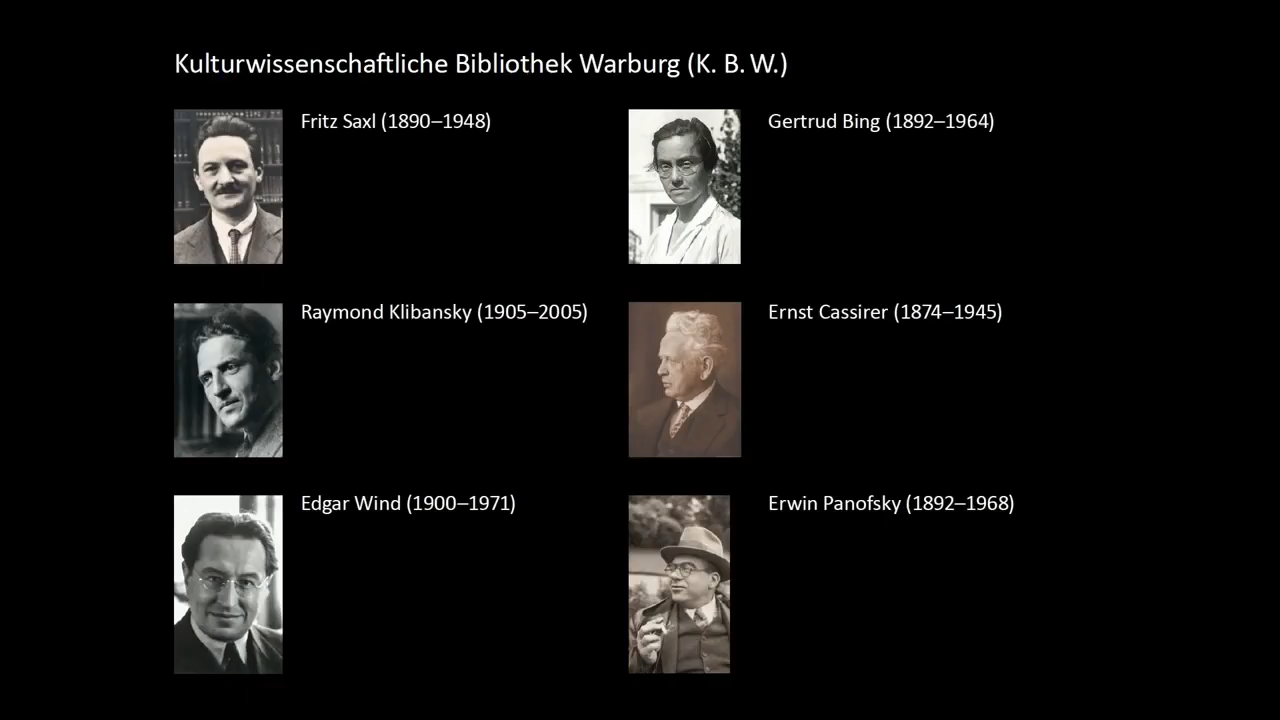 Kulturwissenschaftliche Bibliothek Warburg (K. B. W.)
Fritz Saxl (1890–1948)
Gertrud Bing (1892–1964)
Raymond Klibansky (1905–2005)
Ernst Cassirer (1874–1945)
Edgar Wind (1900–1971)
Erwin Panofsky (1892–1968)